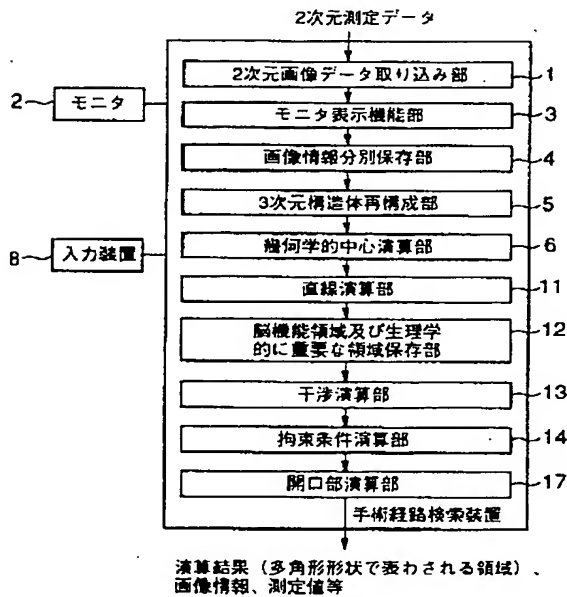 2次元測定データ
2次元画像データ取り込み部
1
2
モニタ
モニタ表示機能部
3
画像情報分別保存部
4
3次元構造体再構成部
5
8
入力装置
幾何学的中心演算部
6
直線演算部
11
脳機能領域及び生理学
的に重要な領域保存部
12
干渉演算部
13
拘束条件演算部
14
開口部演算部
17
手術経路検索装置
演算結果（多角形形状で表わされる領域）、
画像情報、測定値等